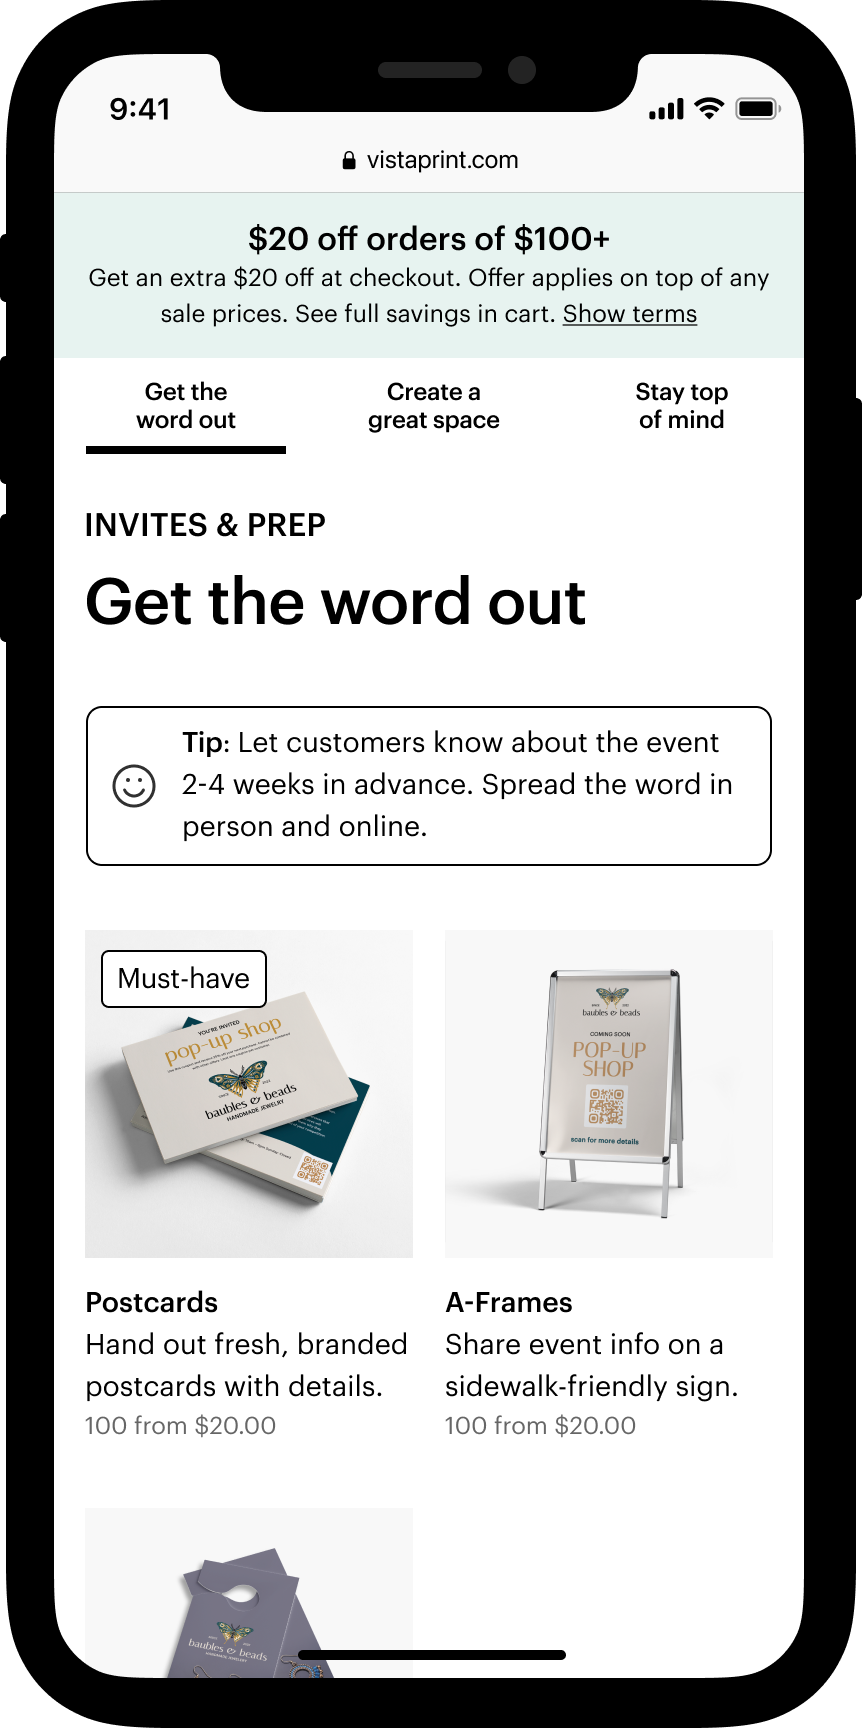 9:41
vistaprint.com
$20 off orders of $100+
Get an extra $20 off at checkout. Offer applies on top of any
sale prices. See full savings in cart. Show terms
Get the
word out
Create a
great space
Stay top
of mind
INVITES & PREP
Get the word out
Tip: Let customers know about the event
2-4 weeks in advance. Spread the word in
person and online.
Must-have
YOU'RE INVITED
pop-up shop
baubles & beads
HANDMADE JEWELRY
baubles & beads
COMING SOON
POP-UP
SHOP
scan for more details
Postcards
Hand out fresh, branded
postcards with details.
100 from $20.00
A-Frames
Share event info on a
sidewalk-friendly sign.
100 from $20.00
baubles & beads
HANDMADE JEWELRY